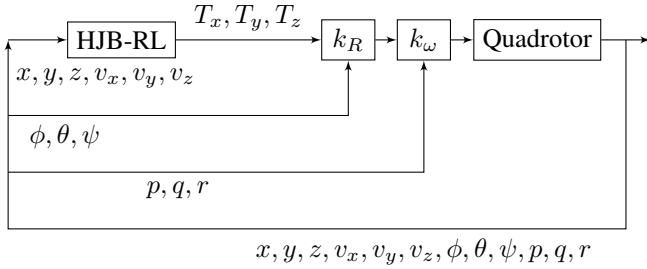 T_x, T_y, T_z
HJB-RL
k_R
k_ω
Quadrotor
x, y, z, v_x, v_y, v_z
ϕ, θ, ψ
p, q, r
x, y, z, v_x, v_y, v_z, ϕ, θ, ψ, p, q, r